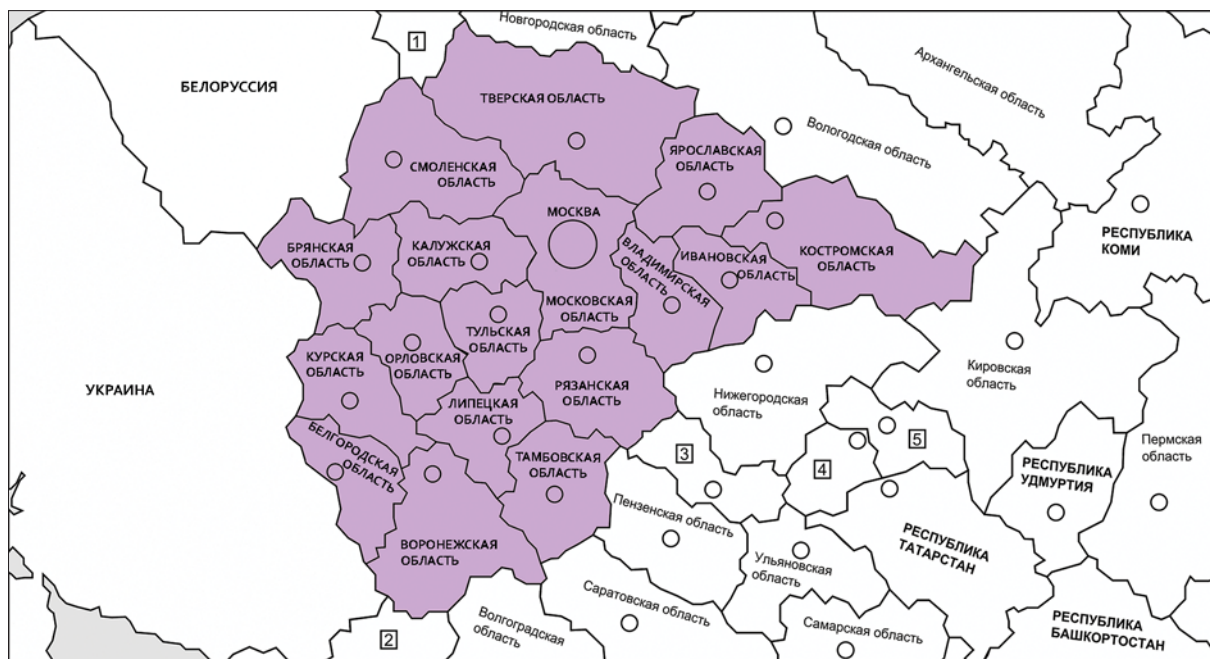 1
Новгородская область
Архангельская область
БЕЛОРУССИЯ
ТВЕРСКАЯ ОБЛАСТЬ
Вологодская область
ЯРОСЛАВСКАЯ
ОБЛАСТЬ
СМОЛЕНСКАЯ
ОБЛАСТЬ
МОСКВА
РЕСПУБЛИКА
КОМИ
БРЯНСКАЯ
ОБЛАСТЬ
КАЛУЖСКАЯ
ОБЛАСТЬ
ВЛАДИМИРСКАЯ
ОБЛАСТЬ
ИВАНОВСКАЯ
ОБЛАСТЬ
КОСТРОМСКАЯ
ОБЛАСТЬ
МОСКОВСКАЯ
ОБЛАСТЬ
ТУЛЬСКАЯ
ОБЛАСТЬ
КУРСКАЯ
ОБЛАСТЬ
ОРЛОВСКАЯ
ОБЛАСТЬ
РЯЗАНСКАЯ
ОБЛАСТЬ
УКРАИНА
Кировская
область
Нижегородская
область
ЛИПЕЦКАЯ
ОБЛАСТЬ
БЕЛГОРОДСКАЯ
ОБЛАСТЬ
ТАМБОВСКАЯ
ОБЛАСТЬ
3
4
5
Пермская
область
РЕСПУБЛИКА
УДМУРТИЯ
Пензенская область
ВОРОНЕЖСКАЯ
ОБЛАСТЬ
РЕСПУБЛИКА
ТАТАРСТАН
Ульяновская
область
Саратовская область
2
Волгоградская
область
Самарская область
РЕСПУБЛИКА
БАШКОРТОСТАН